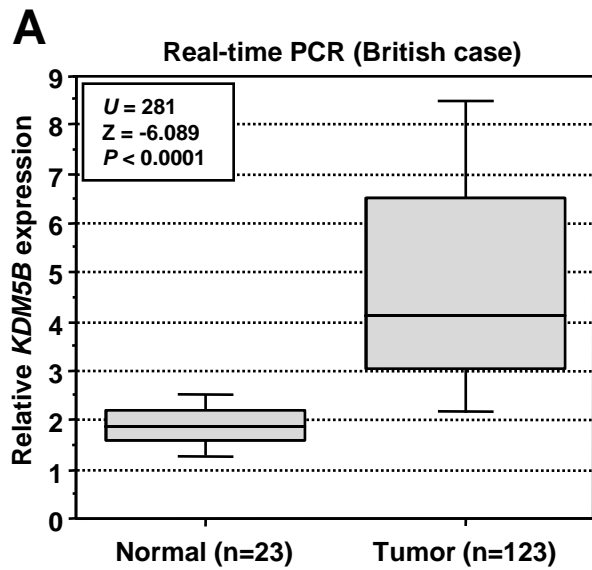 A
Real-time PCR (British case)
U = 281
Z = -6.089
P < 0.0001
Relative KDM5B expression
9
8
7
6
5
4
3
2
1
0
Normal (n=23)
Tumor (n=123)